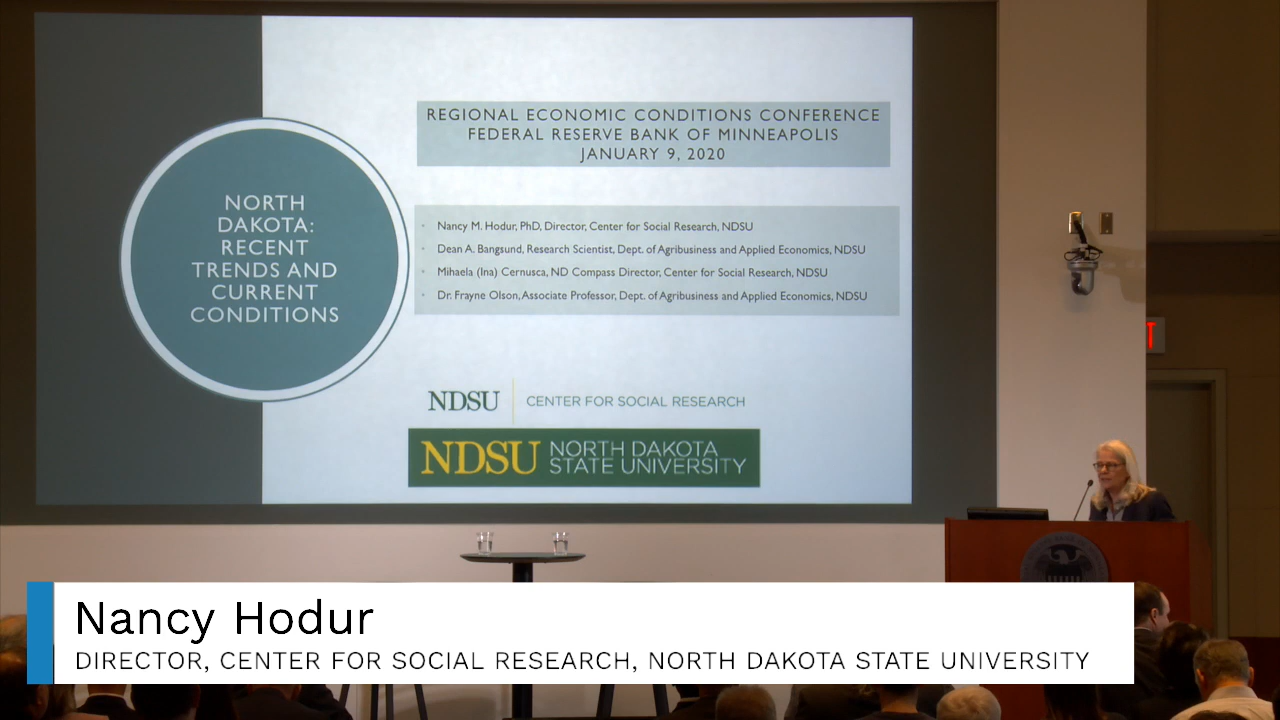 REGIONAL ECONOMIC CONDITIONS CONFERENCE
FEDERAL RESERVE BANK OF MINNEAPOLIS
JANUARY 9, 2020
NORTH
DAKOTA:
RECENT
TRENDS AND
CURRENT
CONDITIONS
Nancy M. Hodur, PhD, Director, Center for Social Research, NDSU
Dean A. Bangsund, Research Scientist, Dept. of Agribusiness and Applied Economics, NDSU
Mihaela (Ina) Cernusca, ND Compass Director, Center for Social Research, NDSU
Dr. Frayne Olson, Associate Professor, Dept. of Agribusiness and Applied Economics, NDSU
NDSU CENTER FOR SOCIAL RESEARCH
NDSU NORTH DAKOTA
STATE UNIVERSITY
T
Nancy Hodur
DIRECTOR, CENTER FOR SOCIAL RESEARCH, NORTH DAKOTA STATE UNIVERSITY